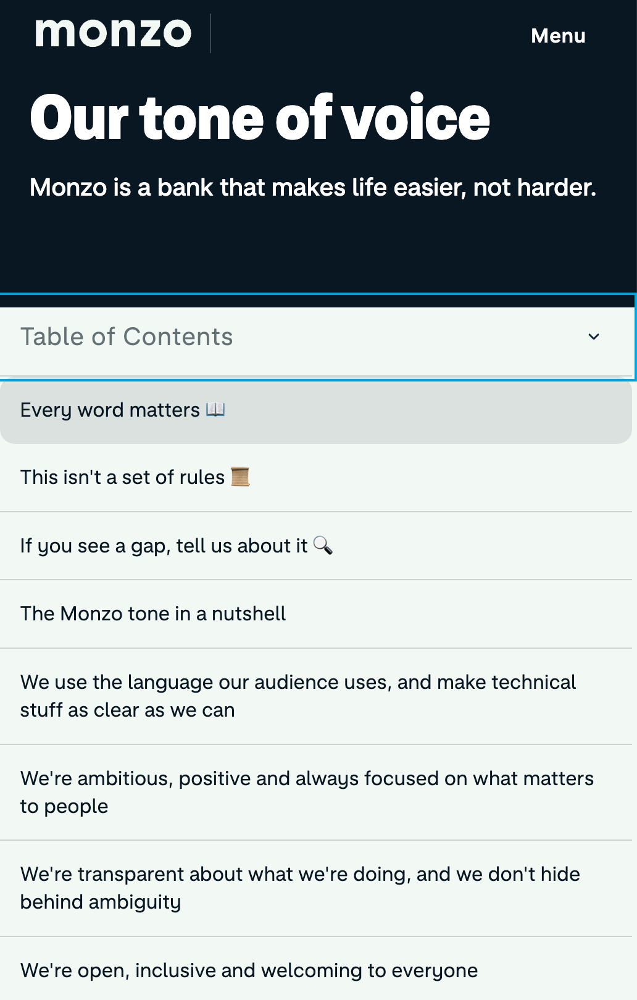 monzo
Menu
Our tone of voice
Monzo is a bank that makes life easier, not harder.
Table of Contents
Every word matters 📖
This isn't a set of rules 📜
If you see a gap, tell us about it 🔍
The Monzo tone in a nutshell
We use the language our audience uses, and make technical
stuff as clear as we can
We're ambitious, positive and always focused on what matters
to people
We're transparent about what we're doing, and we don't hide
behind ambiguity
We're open, inclusive and welcoming to everyone